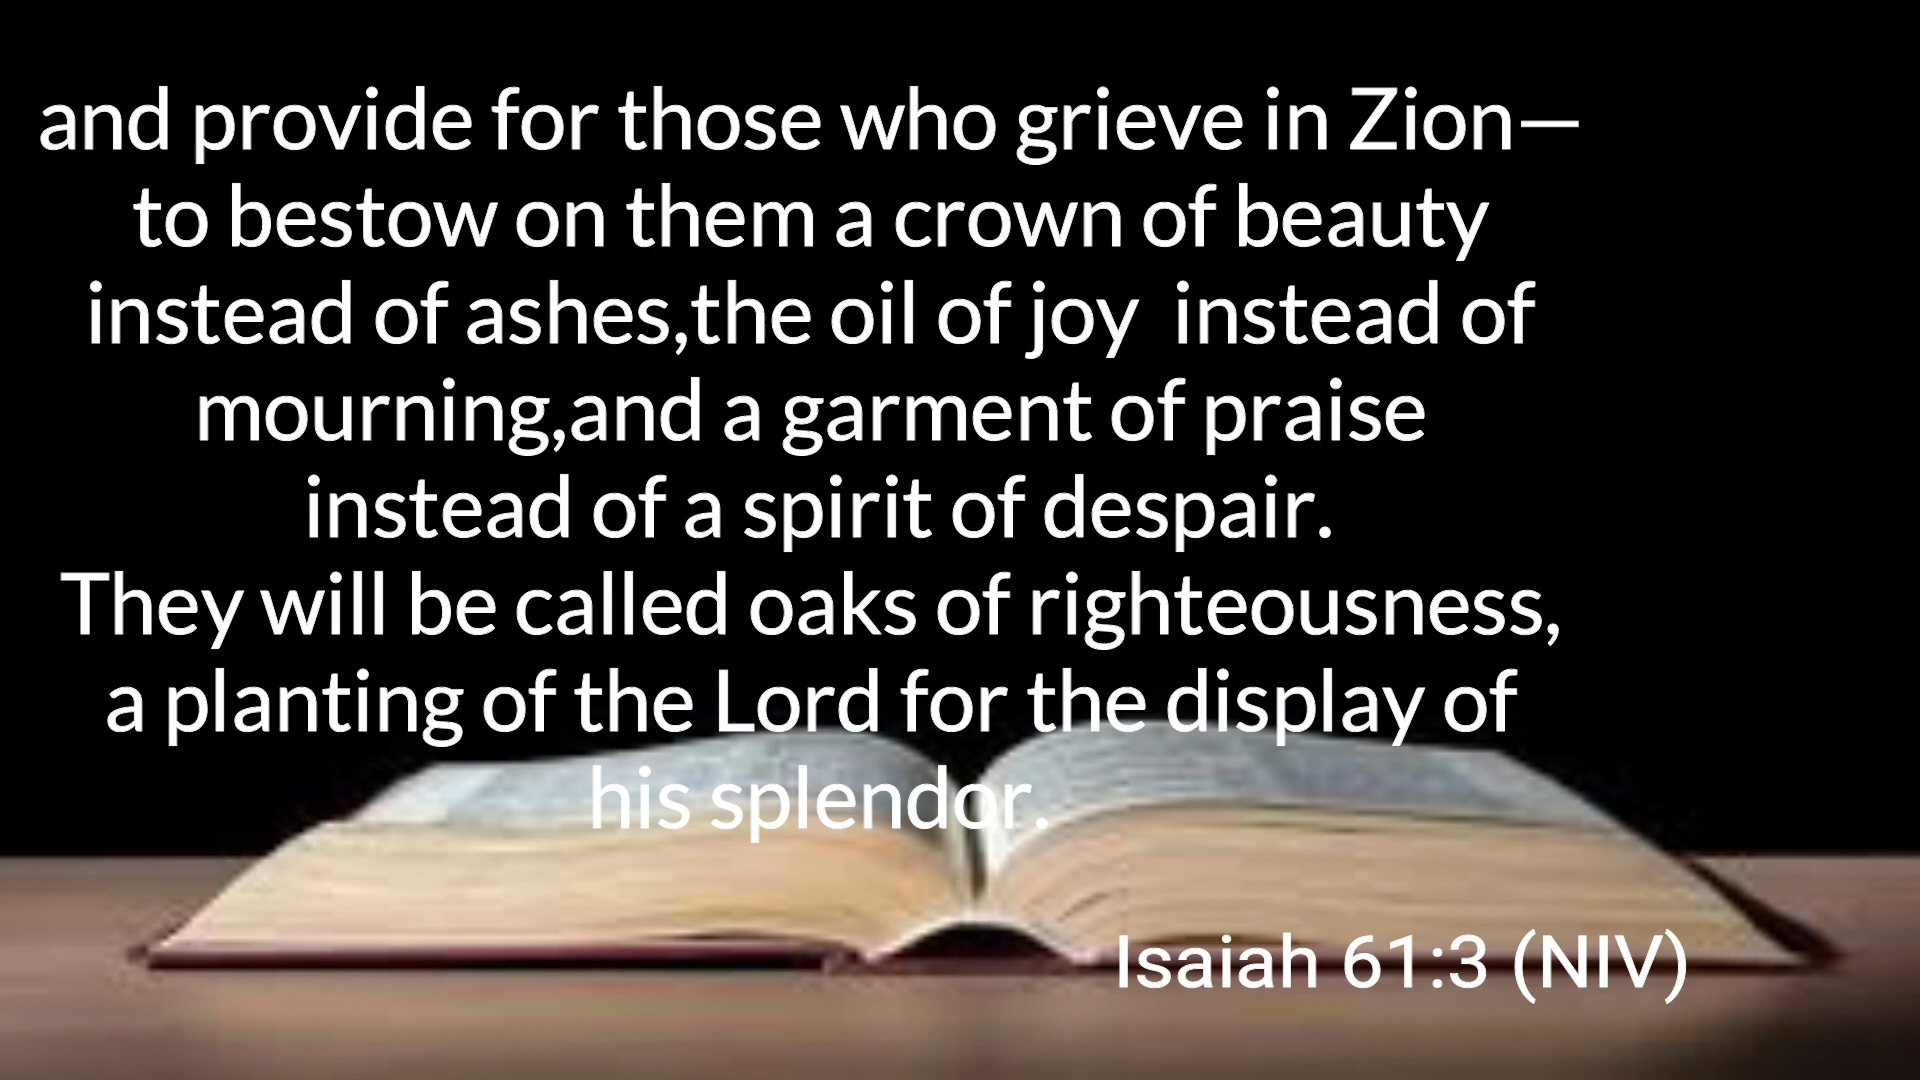 and provide for those who grieve in Zion—
to bestow on them a crown of beauty
instead of ashes,the oil of joy  instead of
mourning,and a garment of praise
instead of a spirit of despair.
They will be called oaks of righteousness,
a planting of the Lord for the display of
his splendor.
Isaiah 61:3 (NIV)